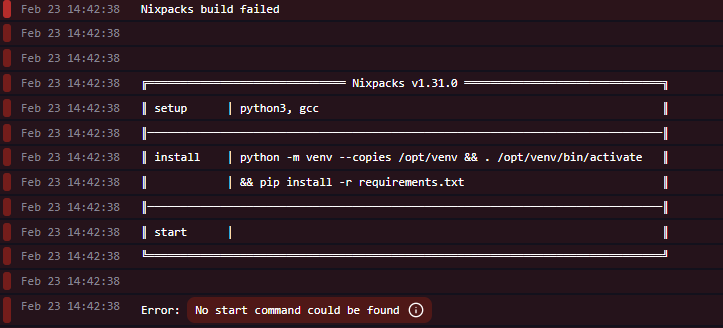 Feb 23 14:42:38 Nixpacks build failed
Feb 23 14:42:38
Feb 23 14:42:38
Feb 23 14:42:38 ╔══════════════════════════════ Nixpacks v1.31.0 ══════════════════════════════╗
Feb 23 14:42:38 ║ setup      │ python3, gcc                                                    ║
Feb 23 14:42:38 ║──────────────────────────────────────────────────────────────────────────────║
Feb 23 14:42:38 ║ install    │ python -m venv --copies /opt/venv && . /opt/venv/bin/activate   ║
Feb 23 14:42:38 ║            │ && pip install -r requirements.txt                              ║
Feb 23 14:42:38 ║──────────────────────────────────────────────────────────────────────────────║
Feb 23 14:42:38 ║ start      │                                                                 ║
Feb 23 14:42:38 ╚══════════════════════════════════════════════════════════════════════════════╝
Feb 23 14:42:38
Feb 23 14:42:38 Error: No start command could be found